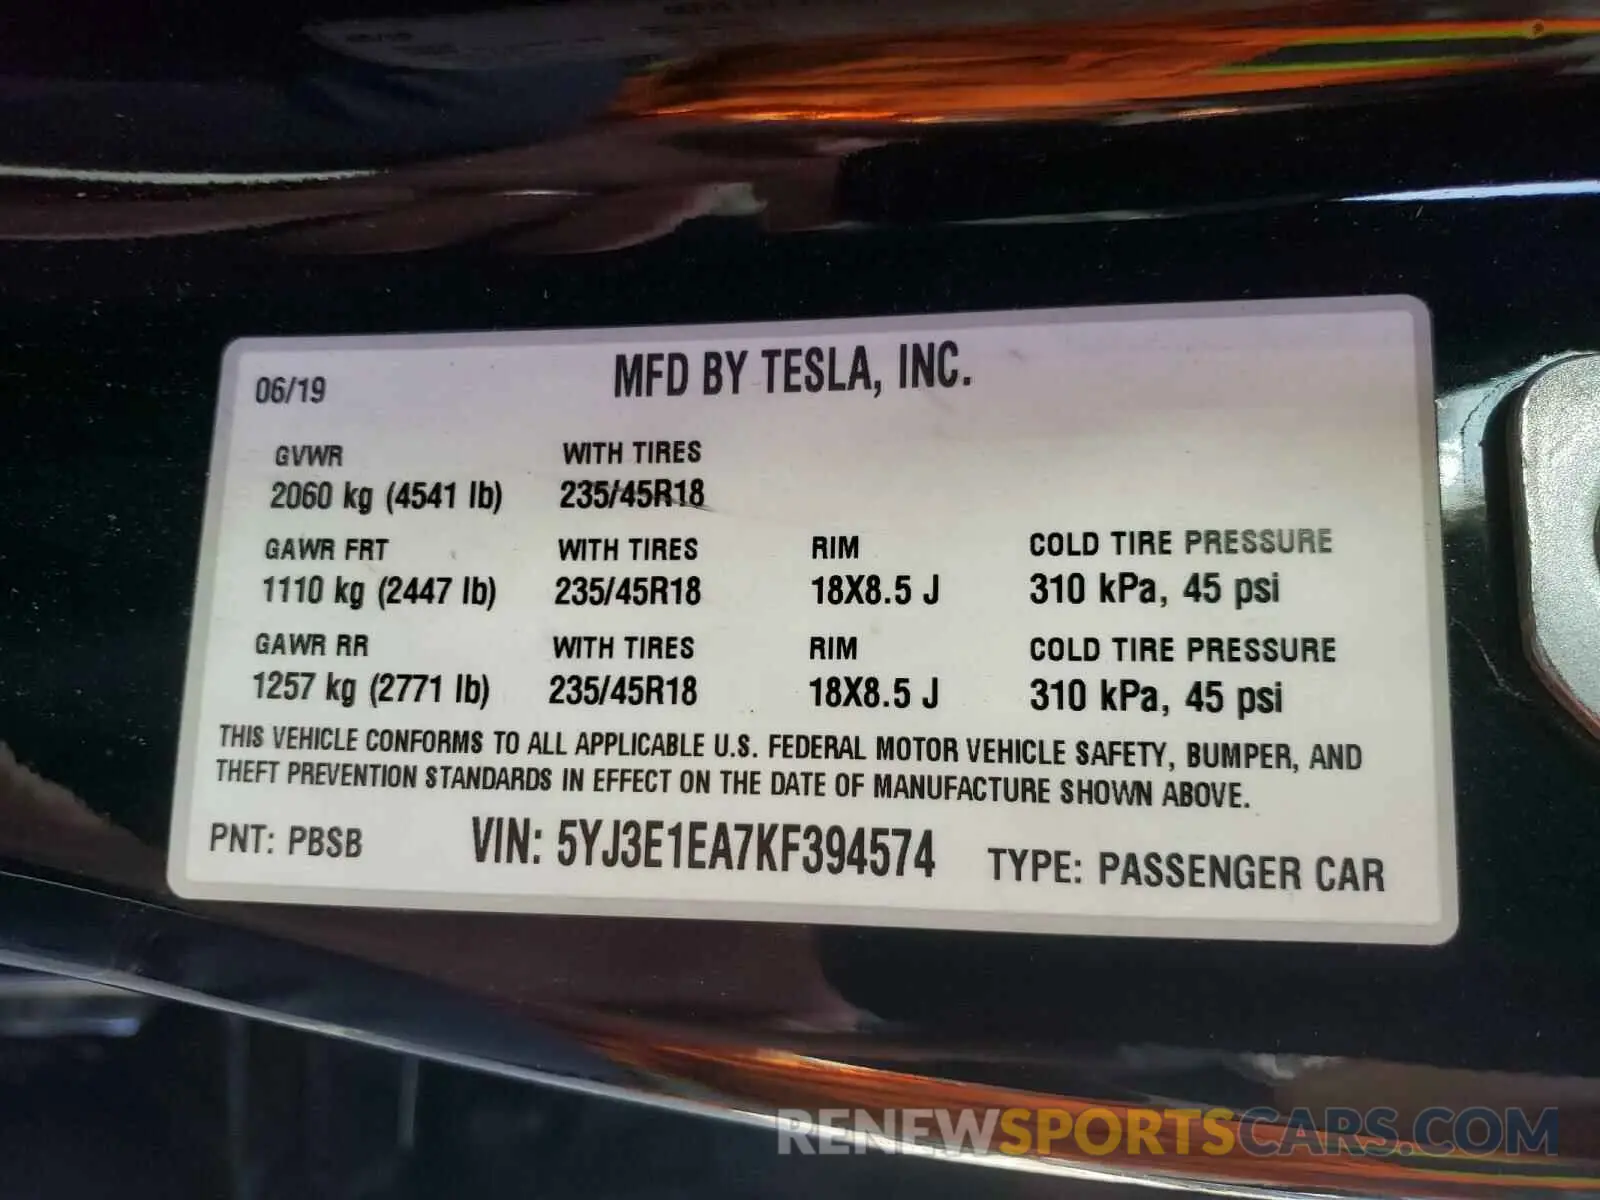 06/19 MFD BY TESLA, INC.
GVWR WITH TIRES
2060 kg (4541 lb) 235/45R18
GAWR FRT WITH TIRES RIM COLD TIRE PRESSURE
1110 kg (2447 lb) 235/45R18 18X8.5 J 310 kPa, 45 psi
GAWR RR WITH TIRES RIM COLD TIRE PRESSURE
1257 kg (2771 lb) 235/45R18 18X8.5 J 310 kPa, 45 psi
THIS VEHICLE CONFORMS TO ALL APPLICABLE U.S. FEDERAL MOTOR VEHICLE SAFETY, BUMPER, AND
THEFT PREVENTION STANDARDS IN EFFECT ON THE DATE OF MANUFACTURE SHOWN ABOVE.
PNT: PBSB VIN: 5YJ3E1EA7KF394574 TYPE: PASSENGER CAR
RENEWSPORTSCARS.COM